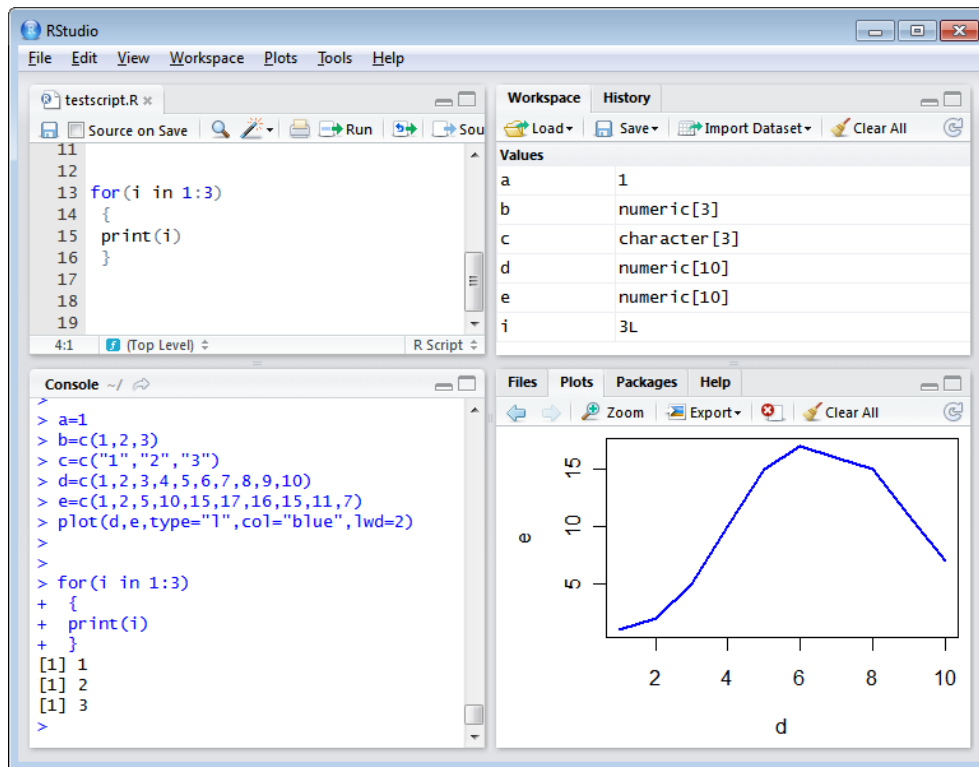 RStudio
File Edit View Workspace Plots Tools Help
testscript.R
Source on Save Run Sou
11
12
13 for(i in 1:3)
14 {
15 print(i)
16 }
17
18
19
4:1 (Top Level) R Script
Console ~/
>
> a=1
> b=c(1,2,3)
> c=c("1","2","3")
> d=c(1,2,3,4,5,6,7,8,9,10)
> e=c(1,2,5,10,15,17,16,15,11,7)
> plot(d,e,type="l",col="blue",lwd=2)
>
>
> for(i in 1:3)
+ {
+ print(i)
+ }
[1] 1
[1] 2
[1] 3
>
Workspace History
Load Save Import Dataset Clear All
Values
a 1
b numeric[3]
c character[3]
d numeric[10]
e numeric[10]
i 3L
Files Plots Packages Help
Zoom Export Clear All
15
10
5
e
2 4 6 8 10
d